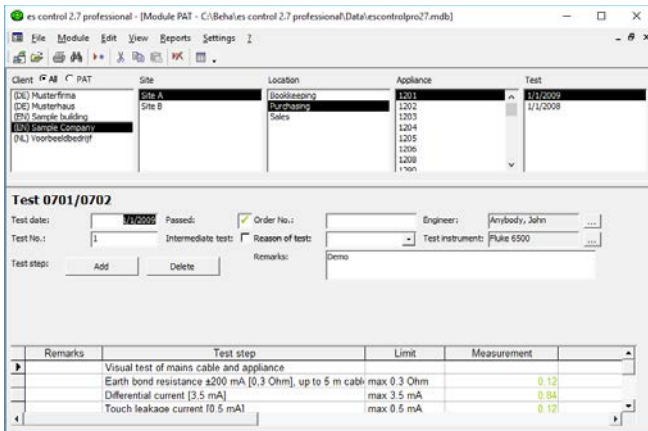 es control 2.7 professional - [Module PAT - C:\Beha\es control 2.7 professional\Data\escontrolpro27.mdb]
File Module Edit View Reports Settings ?
Client All PAT Site Location Appliance Test
(DE) Musterfirma Site A Bookkeeping 1201 1/1/2009
(DE) Musterhaus Site B Purchasing 1202 1/1/2008
(EN) Sample building Sales 1203
(EN) Sample Company 1204
(NL) Voorbeeldbedrijf 1205
1206
1208
1290
Test 0701/0702
Test date: 1/1/2009 Passed: Order No.: Engineer: Anybody, John ...
Test No.: 1 Intermediate test: Reason of test: Test instrument: Fluke 6500 ...
Test step: Add Delete Remarks: Demo
Remarks Test step Limit Measurement
Visual test of mains cable and appliance
Earth bond resistance ±200 mA [0,3 Ohm], up to 5 m cabl max 0.3 Ohm 0.12
Differential current [3,5 mA] max 3.5 mA 0.84
Touch leakage current [0.5 mA] max 0.5 mA 0.12